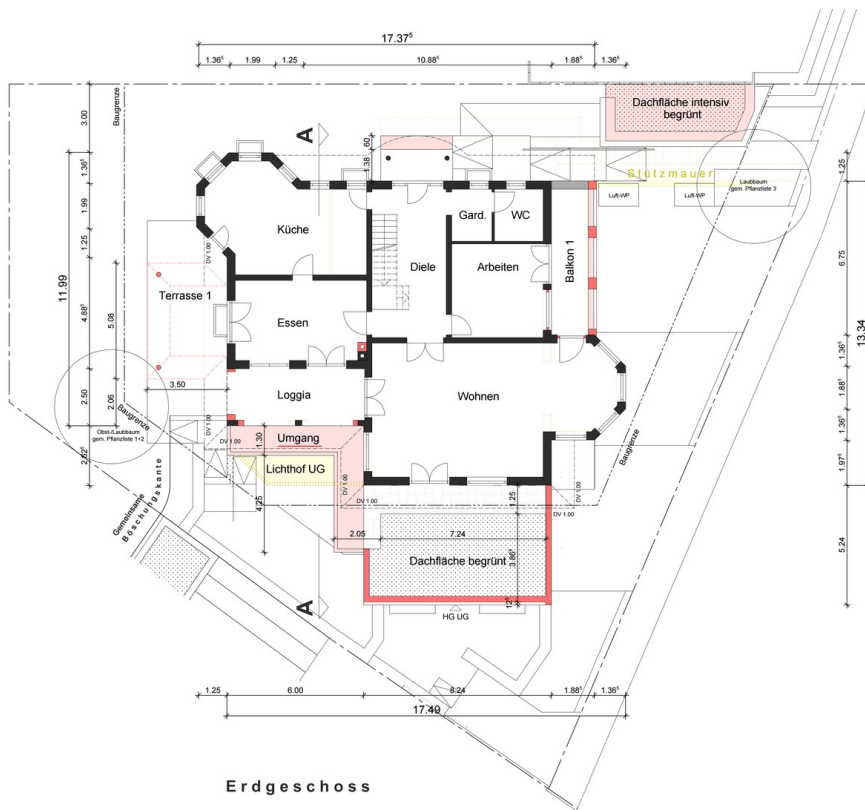 17.37⁵
1.36⁵ 1.99 1.25 10.88⁵ 1.88⁵ 1.36⁵
Baugrenze
3.00
1.36⁵
1.99
1.25
4.88⁵
2.50
2.62⁵
11.99
5.08
2.06
A
60
1.38
Dachfläche intensiv
begrünt
Stützmauer
Luft-WP
Luft-WP
Laubbaum
gem. Pflanzliste 3
1.25
6.75
13.34
1.36⁵
1.88⁵
1.36⁵
1.97⁵
5.24
Küche
Gard.
WC
DV 1.00
Diele
Arbeiten
Balkon 1
Terrasse 1
Essen
3.50
Loggia
Wohnen
Baugrenze
Obst-/Laubbaum
gem. Pflanzliste 1+2
DV 1.00
1.30
Umgang
Baugrenze
Lichthof UG
4.25
DV 1.00
DV 1.00
DV 1.00
1.25
Gemeinsame
Böschungskante
2.05 7.24
3.86⁵
Dachfläche begrünt
12⁵
A
HG UG
1.25 6.00 8.24 1.88⁵ 1.36⁵
17.49
Erdgeschoss